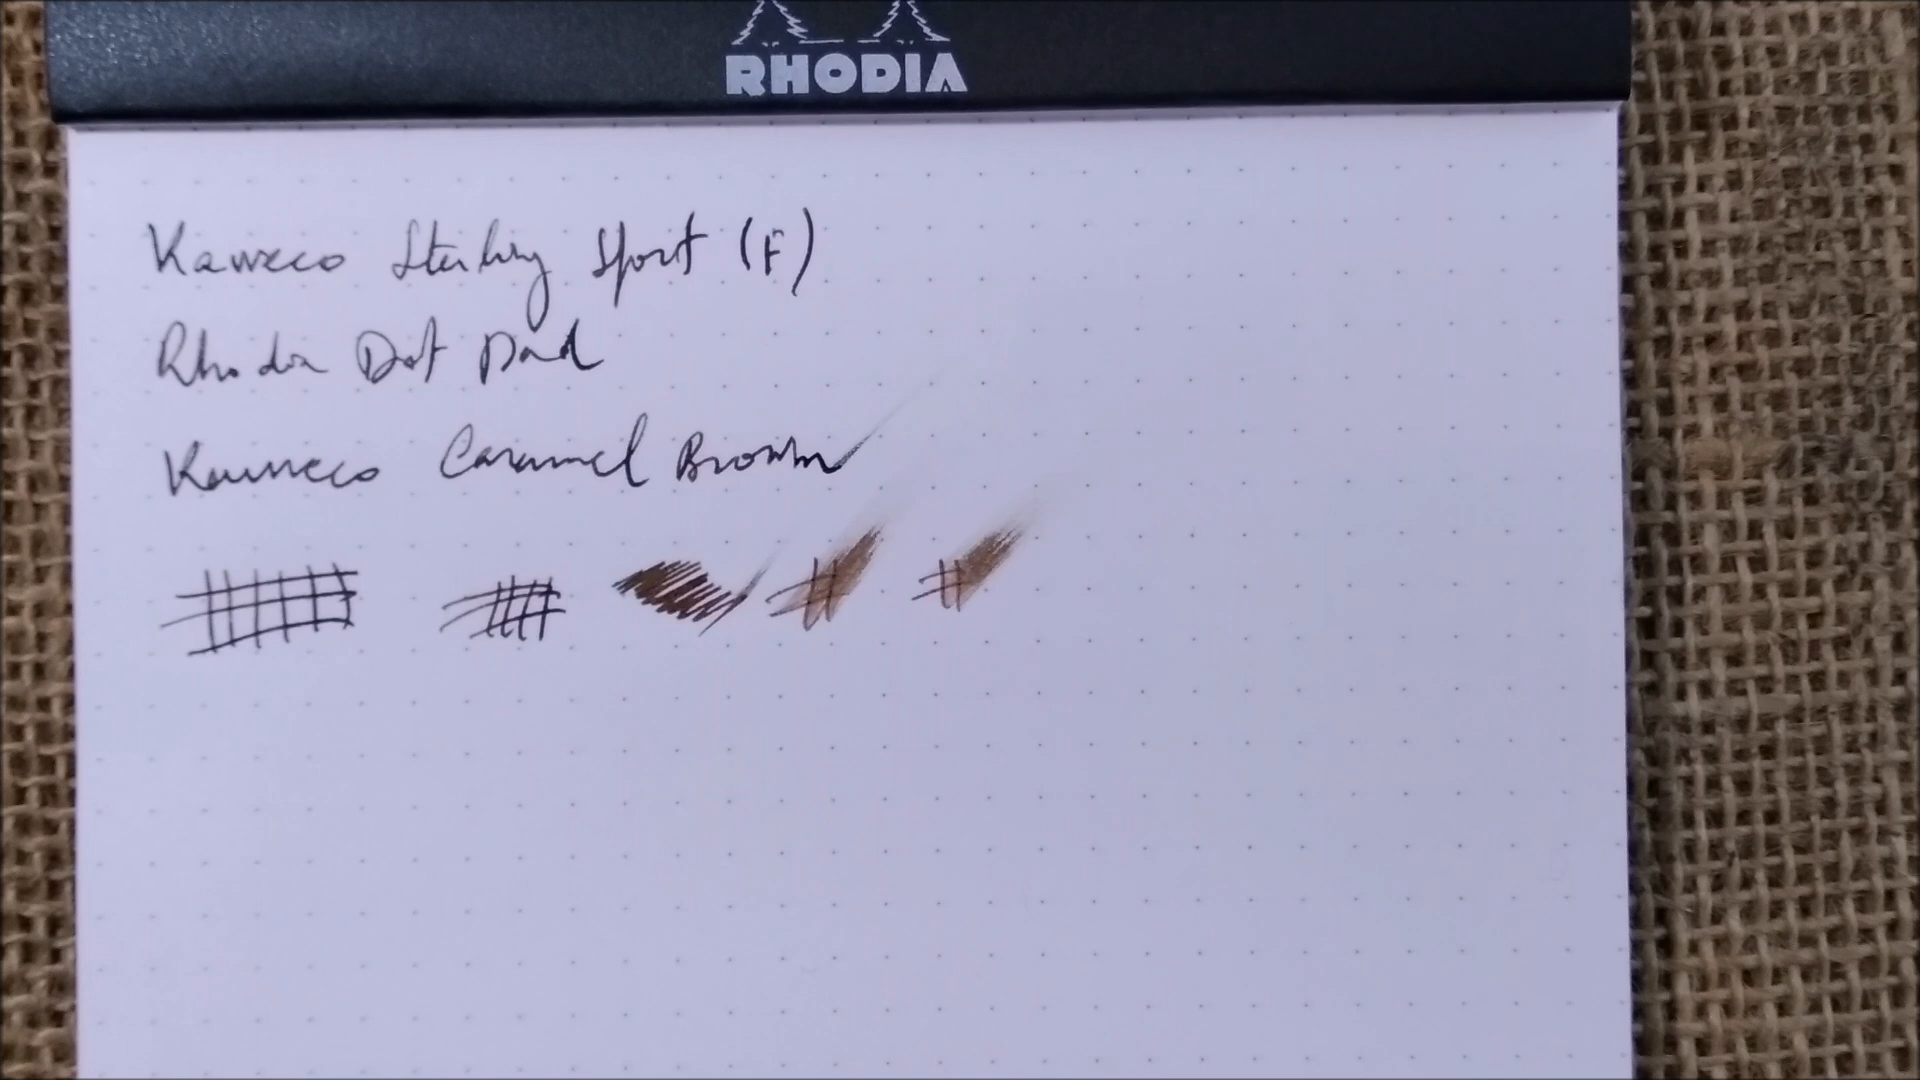 RHODIA
Kaweco Sterling Sport (F)
Rhodia Dot Pad
Kaweco Caramel Brown